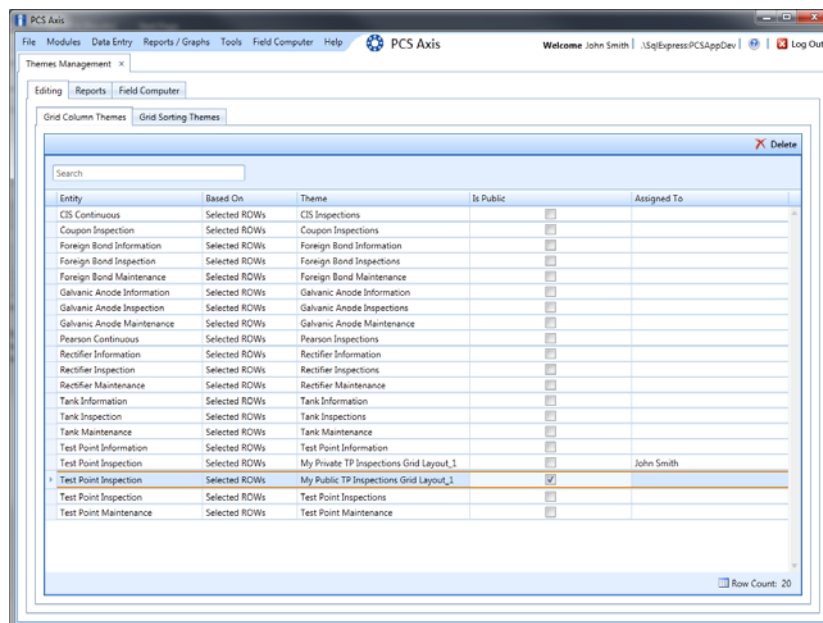 PCS Axis
File Modules Data Entry Reports / Graphs Tools Field Computer Help PCS Axis Welcome John Smith .\SqlExpress:PCSAppDev Log Out
Themes Management ×
Editing Reports Field Computer
Grid Column Themes Grid Sorting Themes
Delete
Search
Entity Based On Theme Is Public Assigned To
CIS Continuous Selected ROWs CIS Inspections
Coupon Inspection Selected ROWs Coupon Inspections
Foreign Bond Information Selected ROWs Foreign Bond Information
Foreign Bond Inspection Selected ROWs Foreign Bond Inspections
Foreign Bond Maintenance Selected ROWs Foreign Bond Maintenance
Galvanic Anode Information Selected ROWs Galvanic Anode Information
Galvanic Anode Inspection Selected ROWs Galvanic Anode Inspections
Galvanic Anode Maintenance Selected ROWs Galvanic Anode Maintenance
Pearson Continuous Selected ROWs Pearson Inspections
Rectifier Information Selected ROWs Rectifier Information
Rectifier Inspection Selected ROWs Rectifier Inspections
Rectifier Maintenance Selected ROWs Rectifier Maintenance
Tank Information Selected ROWs Tank Information
Tank Inspection Selected ROWs Tank Inspections
Tank Maintenance Selected ROWs Tank Maintenance
Test Point Information Selected ROWs Test Point Information
Test Point Inspection Selected ROWs My Private TP Inspections Grid Layout_1 John Smith
Test Point Inspection Selected ROWs My Public TP Inspections Grid Layout_1
Test Point Inspection Selected ROWs Test Point Inspections
Test Point Maintenance Selected ROWs Test Point Maintenance
Row Count: 20